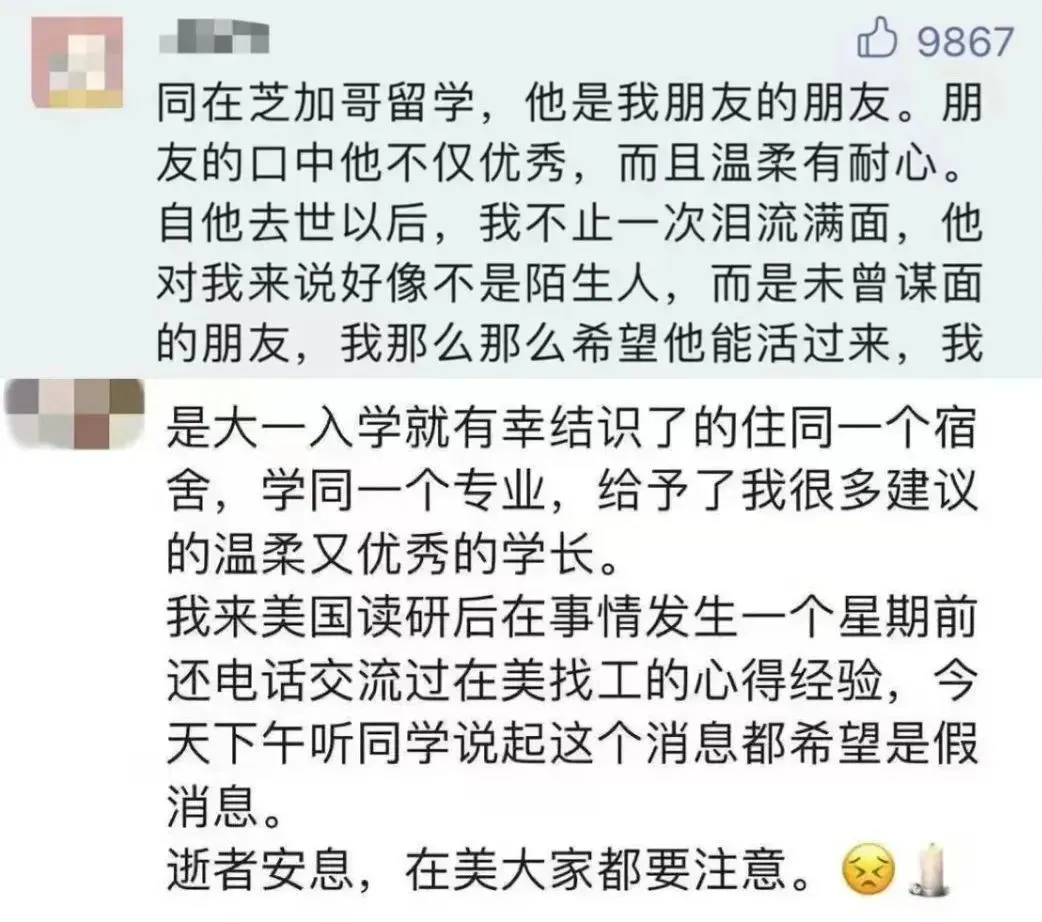 9867
同在芝加哥留学，他是我朋友的朋友。朋
友的口中他不仅优秀，而且温柔有耐心。
自他去世以后，我不止一次泪流满面，他
对我来说好像不是陌生人，而是未曾谋面
的朋友，我那么那么希望他能活过来，我
是大一入学就有幸结识了的住同一个宿
舍，学同一个专业，给予了我很多建议
的温柔又优秀的学长。
我来美国读研后在事情发生一个星期前
还电话交流过在美找工的心得经验，今
天下午听同学说起这个消息都希望是假
消息。
逝者安息，在美大家都要注意。😣🕯️